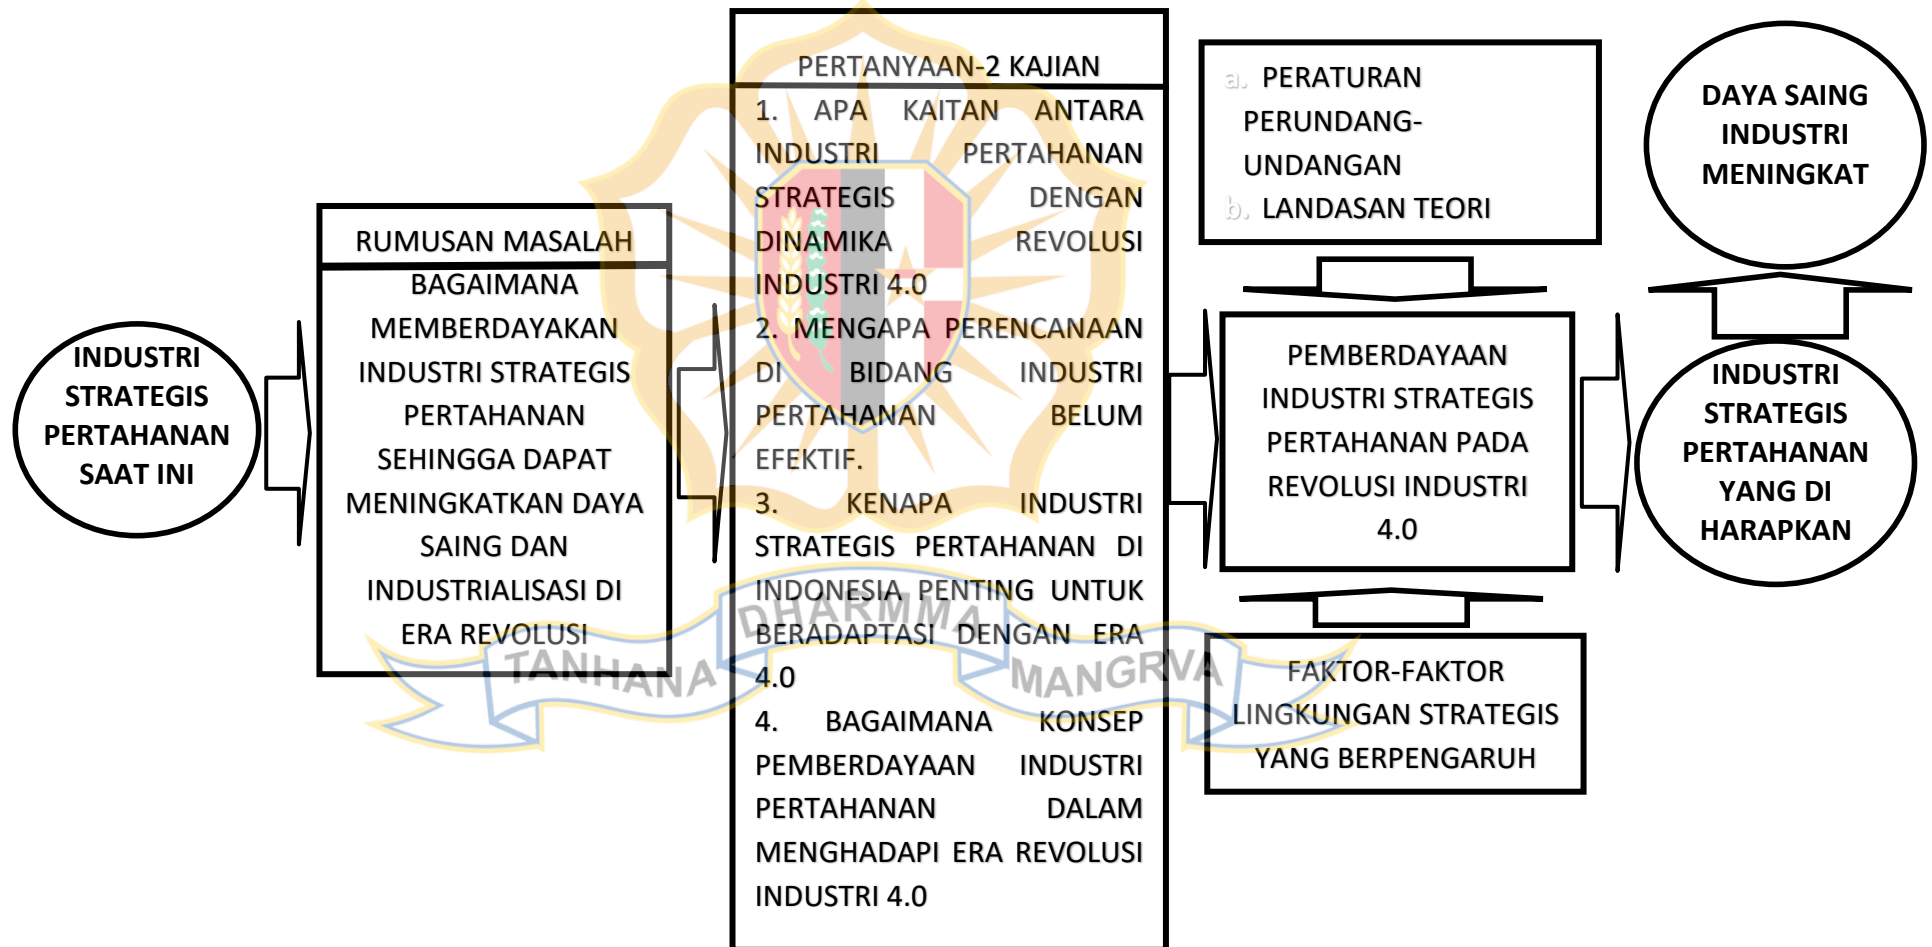 INDUSTRI
STRATEGIS
PERTAHANAN
SAAT INI
RUMUSAN MASALAH
BAGAIMANA
MEMBERDAYAKAN
INDUSTRI STRATEGIS
PERTAHANAN
SEHINGGA DAPAT
MENINGKATKAN DAYA
SAING DAN
INDUSTRIALISASI DI
ERA REVOLUSI
PERTANYAAN-2 KAJIAN
1. APA KAITAN ANTARA
INDUSTRI PERTAHANAN
STRATEGIS DENGAN
DINAMIKA REVOLUSI
INDUSTRI 4.0
2. MENGAPA PERENCANAAN
DI BIDANG INDUSTRI
PERTAHANAN BELUM
EFEKTIF.
3. KENAPA INDUSTRI
STRATEGIS PERTAHANAN DI
INDONESIA PENTING UNTUK
BERADAPTASI DENGAN ERA
4.0
4. BAGAIMANA KONSEP
PEMBERDAYAAN INDUSTRI
PERTAHANAN DALAM
MENGHADAPI ERA REVOLUSI
INDUSTRI 4.0
a. PERATURAN
PERUNDANG-
UNDANGAN
b. LANDASAN TEORI
PEMBERDAYAAN
INDUSTRI STRATEGIS
PERTAHANAN PADA
REVOLUSI INDUSTRI
4.0
FAKTOR-FAKTOR
LINGKUNGAN STRATEGIS
YANG BERPENGARUH
DAYA SAING
INDUSTRI
MENINGKAT
INDUSTRI
STRATEGIS
PERTAHANAN
YANG DI
HARAPKAN
TANHANA DHARMMA MANGRVA